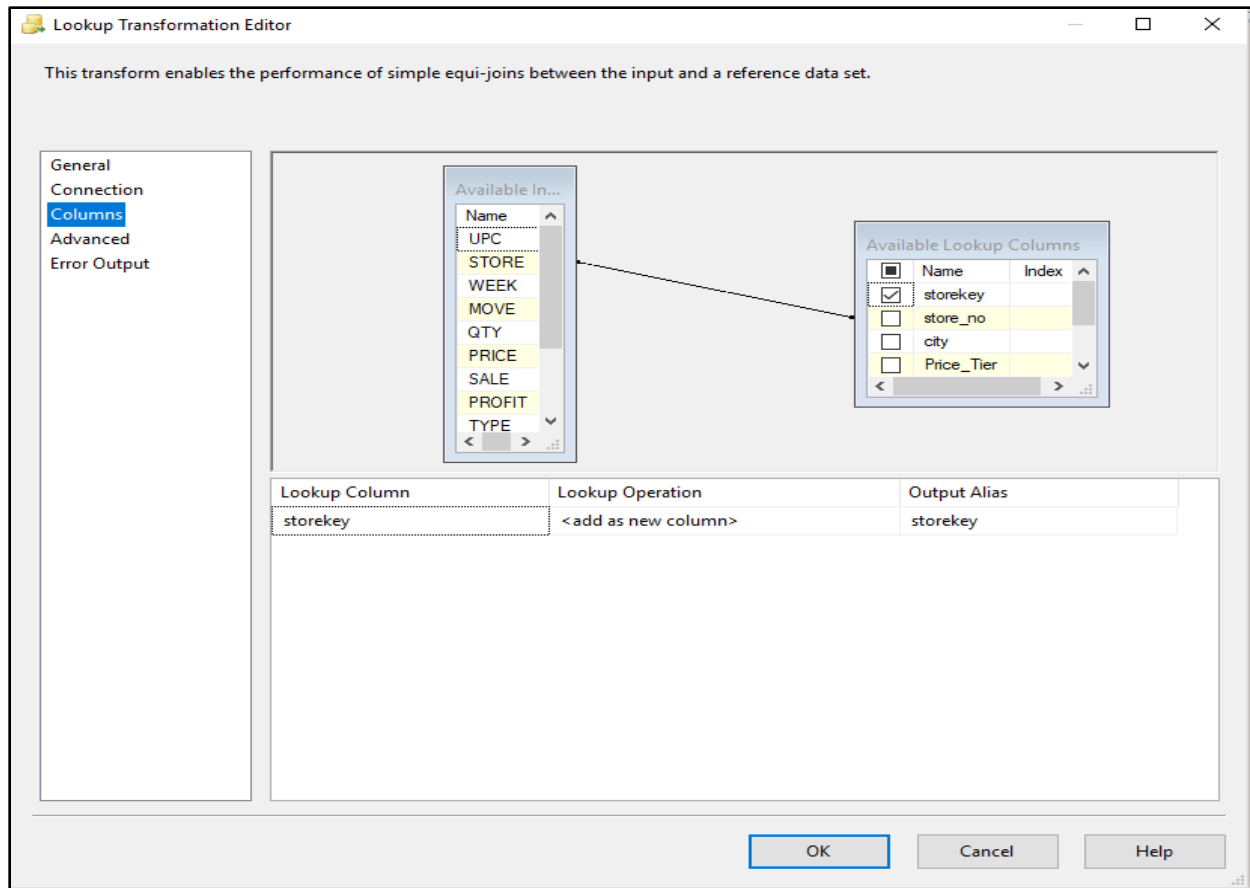 Lookup Transformation Editor
This transform enables the performance of simple equi-joins between the input and a reference data set.
General
Connection
Columns
Advanced
Error Output
Available In...
Name
UPC
STORE
WEEK
MOVE
QTY
PRICE
SALE
PROFIT
TYPE
Available Lookup Columns
Name Index
storekey
store_no
city
Price_Tier
Lookup Column Lookup Operation Output Alias
storekey <add as new column> storekey
OK Cancel Help